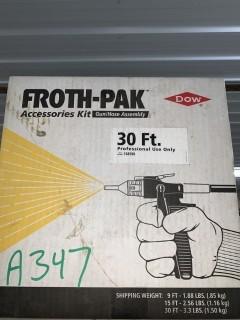 FROTH-PAK
DOW
Accessories Kit Gun/Hose Assembly
30 Ft.
Professional Use Only
A347
SHIPPING WEIGHT: 9 FT - 1.88 LBS. (.85 kg)
15 FT - 2.56 LBS. (1.16 kg)
30 FT - 3.3 LBS. (1.50 kg)